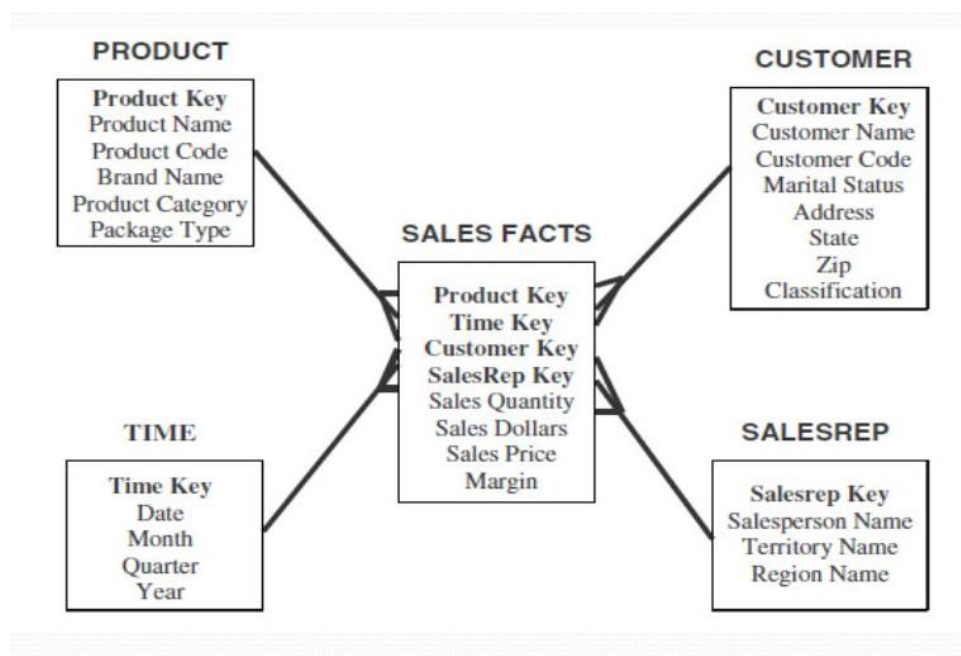 PRODUCT
Product Key
Product Name
Product Code
Brand Name
Product Category
Package Type
CUSTOMER
Customer Key
Customer Name
Customer Code
Marital Status
Address
State
Zip
Classification
SALES FACTS
Product Key
Time Key
Customer Key
SalesRep Key
Sales Quantity
Sales Dollars
Sales Price
Margin
TIME
Time Key
Date
Month
Quarter
Year
SALESREP
Salesrep Key
Salesperson Name
Territory Name
Region Name